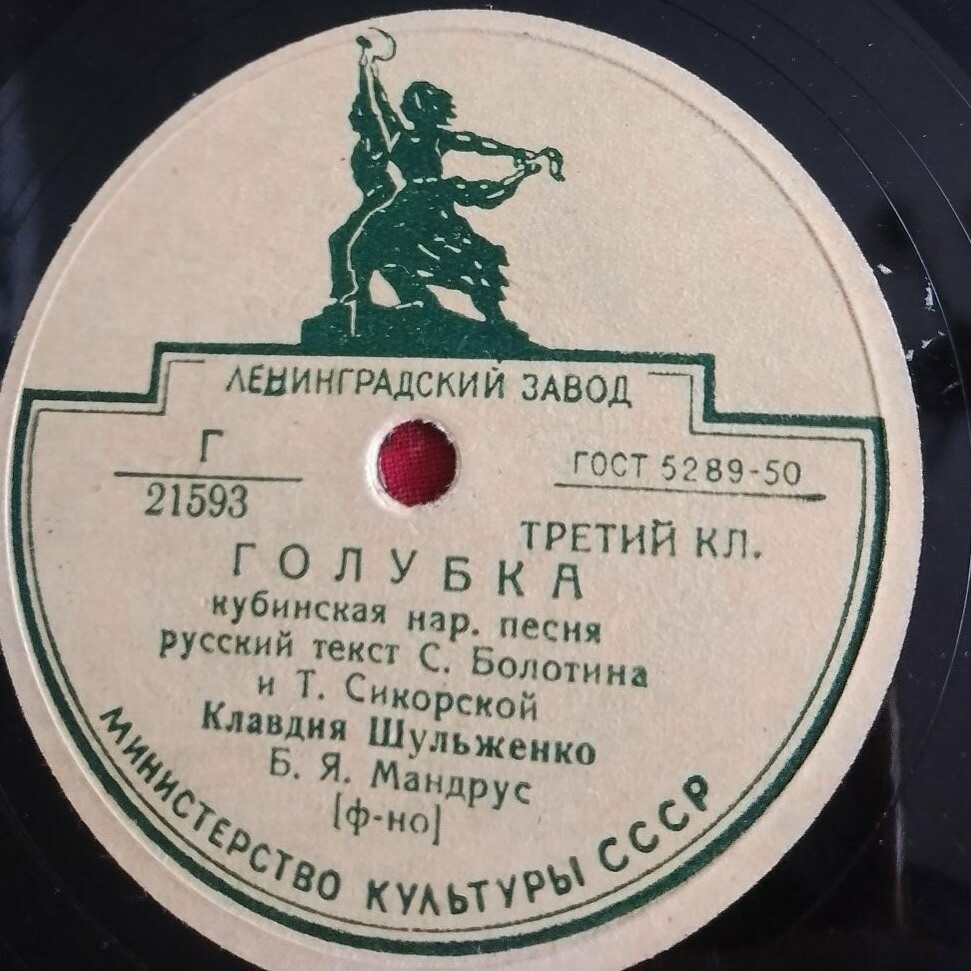 ЛЕНИНГРАДСКИЙ ЗАВОД
Г
21593
ГОСТ 5289-50
ТРЕТИЙ КЛ.
ГОЛУБКА
кубинская нар. песня
русский текст С. Болотина
и Т. Сикорской
Клавдия Шульженко
Б. Я. Мандрус
[ф-но]
МИНИСТЕРСТВО КУЛЬТУРЫ СССР